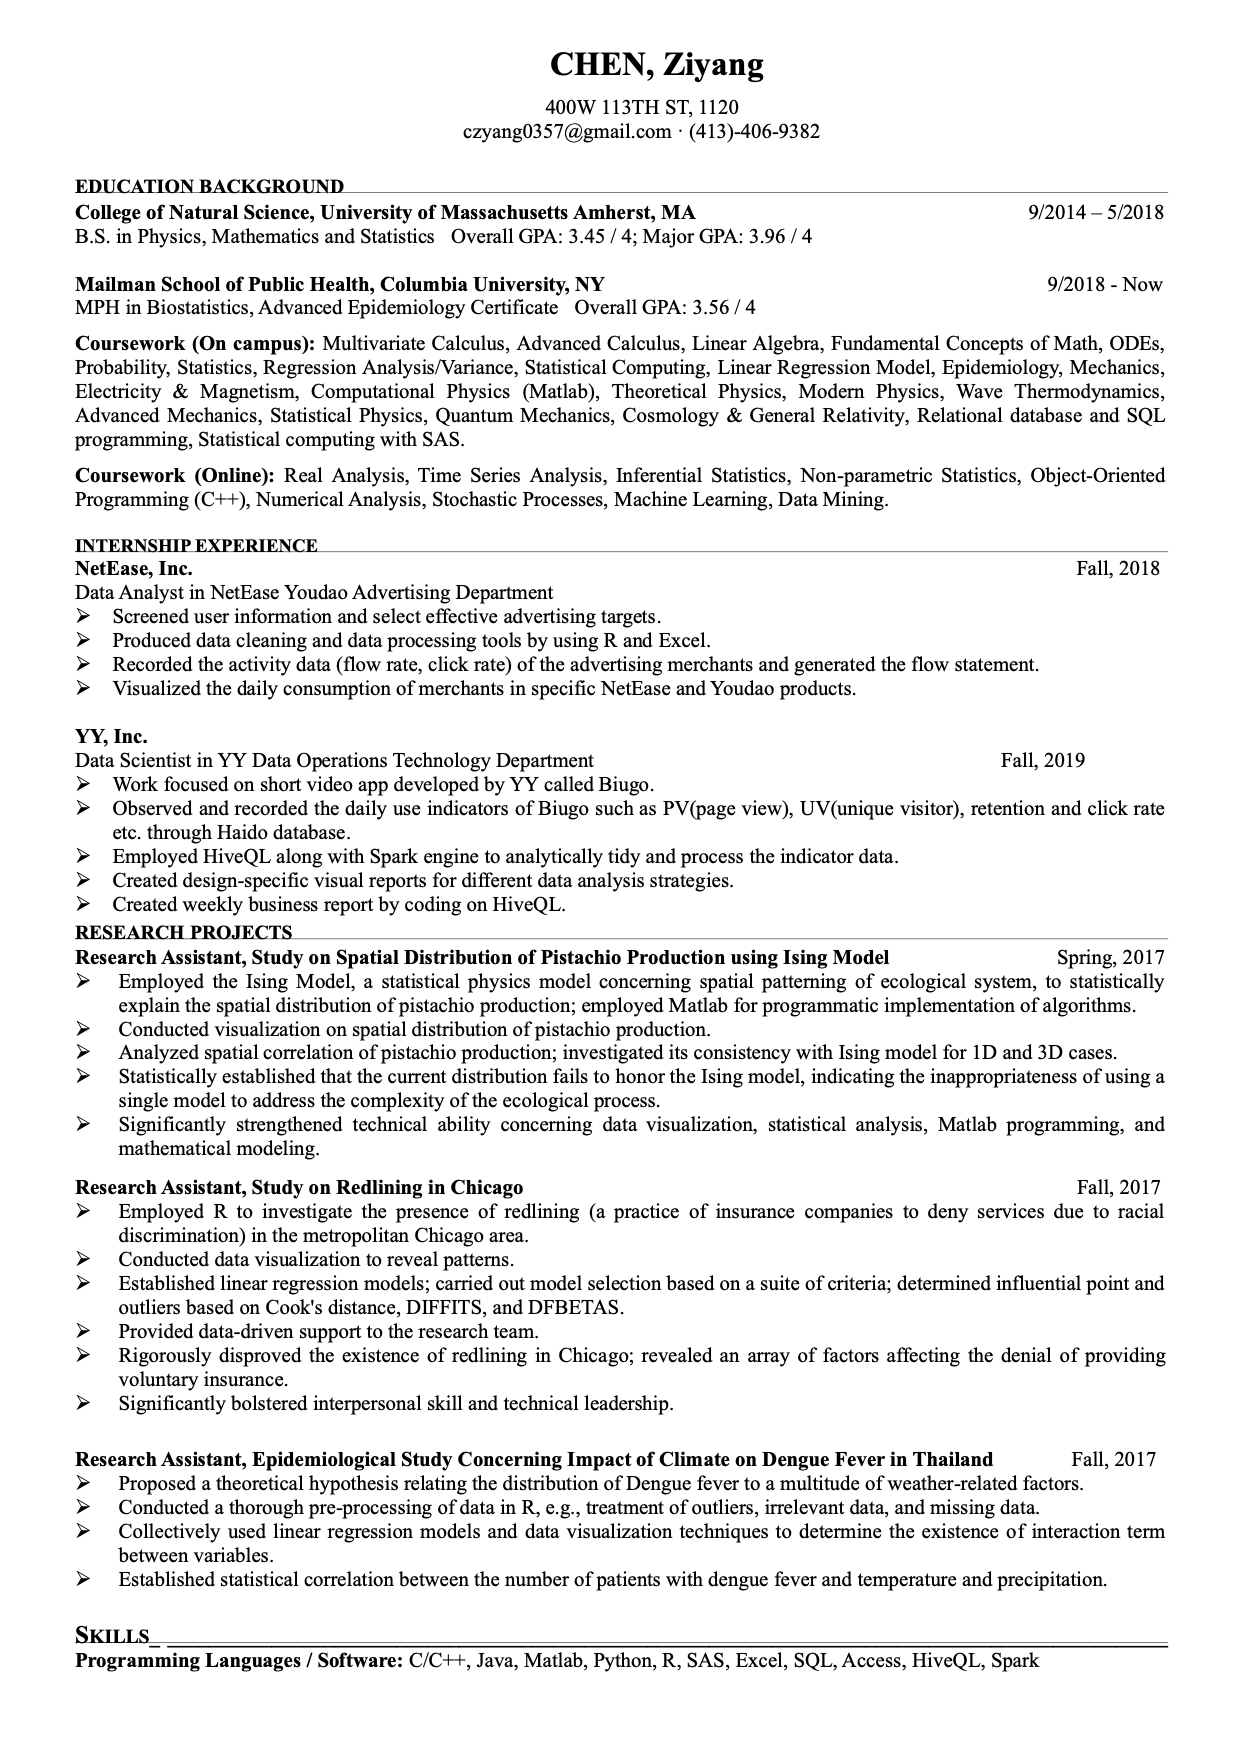 CHEN, Ziyang
400W 113TH ST, 1120
czyang0357@gmail.com · (413)-406-9382
EDUCATION BACKGROUND
College of Natural Science, University of Massachusetts Amherst, MA 9/2014 – 5/2018
B.S. in Physics, Mathematics and Statistics Overall GPA: 3.45 / 4; Major GPA: 3.96 / 4
Mailman School of Public Health, Columbia University, NY 9/2018 - Now
MPH in Biostatistics, Advanced Epidemiology Certificate Overall GPA: 3.56 / 4
Coursework (On campus): Multivariate Calculus, Advanced Calculus, Linear Algebra, Fundamental Concepts of Math, ODEs,
Probability, Statistics, Regression Analysis/Variance, Statistical Computing, Linear Regression Model, Epidemiology, Mechanics,
Electricity & Magnetism, Computational Physics (Matlab), Theoretical Physics, Modern Physics, Wave Thermodynamics,
Advanced Mechanics, Statistical Physics, Quantum Mechanics, Cosmology & General Relativity, Relational database and SQL
programming, Statistical computing with SAS.
Coursework (Online): Real Analysis, Time Series Analysis, Inferential Statistics, Non-parametric Statistics, Object-Oriented
Programming (C++), Numerical Analysis, Stochastic Processes, Machine Learning, Data Mining.
INTERNSHIP EXPERIENCE
NetEase, Inc. Fall, 2018
Data Analyst in NetEase Youdao Advertising Department
➢ Screened user information and select effective advertising targets.
➢ Produced data cleaning and data processing tools by using R and Excel.
➢ Recorded the activity data (flow rate, click rate) of the advertising merchants and generated the flow statement.
➢ Visualized the daily consumption of merchants in specific NetEase and Youdao products.
YY, Inc.
Data Scientist in YY Data Operations Technology Department Fall, 2019
➢ Work focused on short video app developed by YY called Biugo.
➢ Observed and recorded the daily use indicators of Biugo such as PV(page view), UV(unique visitor), retention and click rate
etc. through Haido database.
➢ Employed HiveQL along with Spark engine to analytically tidy and process the indicator data.
➢ Created design-specific visual reports for different data analysis strategies.
➢ Created weekly business report by coding on HiveQL.
RESEARCH PROJECTS
Research Assistant, Study on Spatial Distribution of Pistachio Production using Ising Model Spring, 2017
➢ Employed the Ising Model, a statistical physics model concerning spatial patterning of ecological system, to statistically
explain the spatial distribution of pistachio production; employed Matlab for programmatic implementation of algorithms.
➢ Conducted visualization on spatial distribution of pistachio production.
➢ Analyzed spatial correlation of pistachio production; investigated its consistency with Ising model for 1D and 3D cases.
➢ Statistically established that the current distribution fails to honor the Ising model, indicating the inappropriateness of using a
single model to address the complexity of the ecological process.
➢ Significantly strengthened technical ability concerning data visualization, statistical analysis, Matlab programming, and
mathematical modeling.
Research Assistant, Study on Redlining in Chicago Fall, 2017
➢ Employed R to investigate the presence of redlining (a practice of insurance companies to deny services due to racial
discrimination) in the metropolitan Chicago area.
➢ Conducted data visualization to reveal patterns.
➢ Established linear regression models; carried out model selection based on a suite of criteria; determined influential point and
outliers based on Cook's distance, DIFFITS, and DFBETAS.
➢ Provided data-driven support to the research team.
➢ Rigorously disproved the existence of redlining in Chicago; revealed an array of factors affecting the denial of providing
voluntary insurance.
➢ Significantly bolstered interpersonal skill and technical leadership.
Research Assistant, Epidemiological Study Concerning Impact of Climate on Dengue Fever in Thailand Fall, 2017
➢ Proposed a theoretical hypothesis relating the distribution of Dengue fever to a multitude of weather-related factors.
➢ Conducted a thorough pre-processing of data in R, e.g., treatment of outliers, irrelevant data, and missing data.
➢ Collectively used linear regression models and data visualization techniques to determine the existence of interaction term
between variables.
➢ Established statistical correlation between the number of patients with dengue fever and temperature and precipitation.
SKILLS_
Programming Languages / Software: C/C++, Java, Matlab, Python, R, SAS, Excel, SQL, Access, HiveQL, Spark